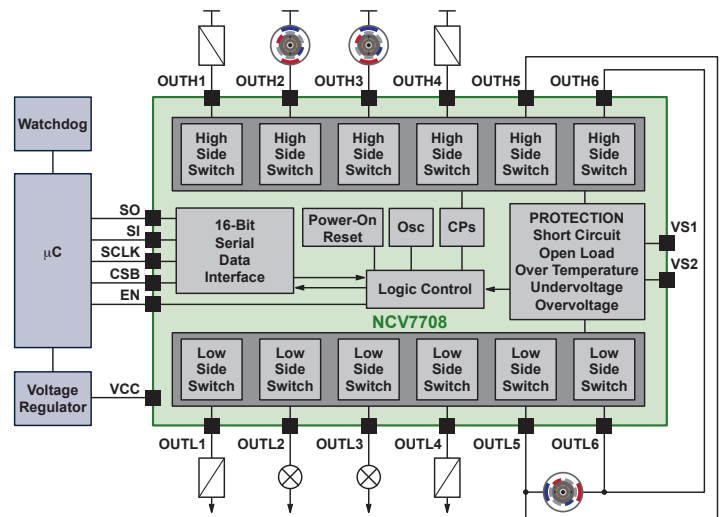 OUTH1 OUTH2 OUTH3 OUTH4 OUTH5 OUTH6
Watchdog
High Side Switch
High Side Switch
High Side Switch
High Side Switch
High Side Switch
High Side Switch
µC
SO
SI
SCLK
CSB
EN
16-Bit
Serial
Data
Interface
Power-On
Reset
Osc
CPs
Logic Control
PROTECTION
Short Circuit
Open Load
Over Temperature
Undervoltage
Overvoltage
VS1
VS2
NCV7708
Voltage
Regulator
VCC
Low Side Switch
Low Side Switch
Low Side Switch
Low Side Switch
Low Side Switch
Low Side Switch
OUTL1 OUTL2 OUTL3 OUTL4 OUTL5 OUTL6